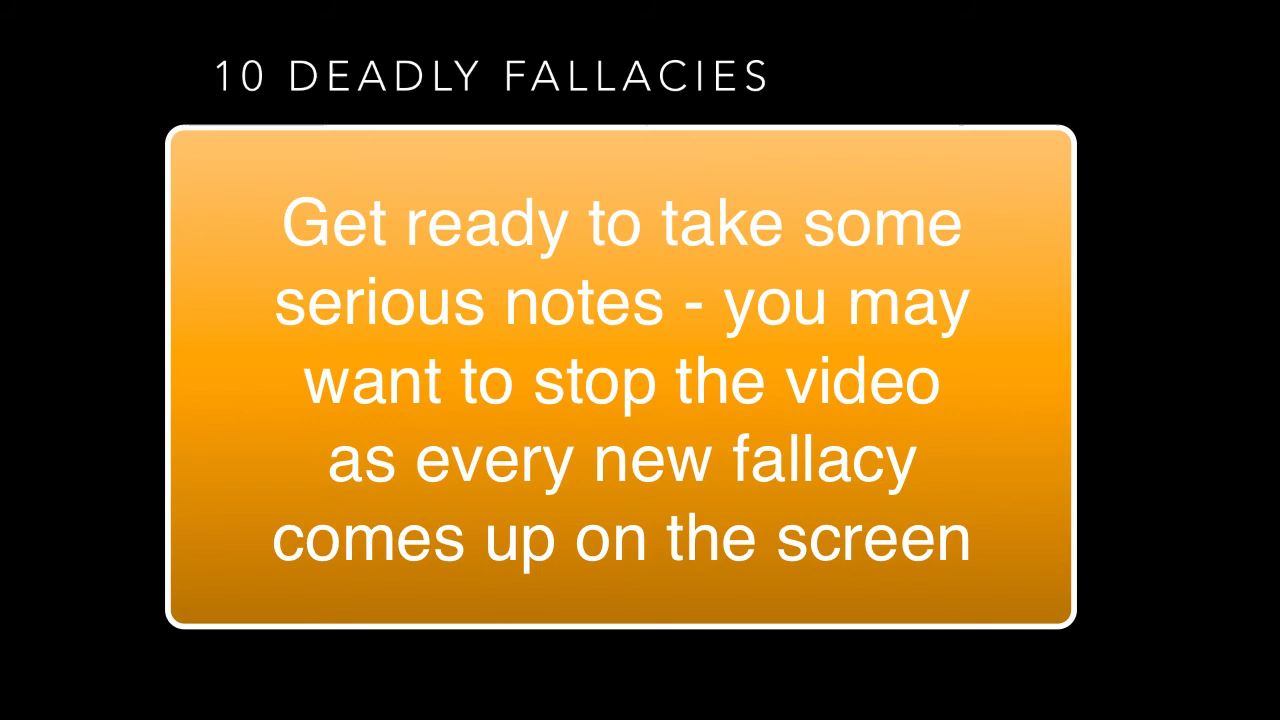 10 DEADLY FALLACIES
Get ready to take some
serious notes - you may
want to stop the video
as every new fallacy
comes up on the screen